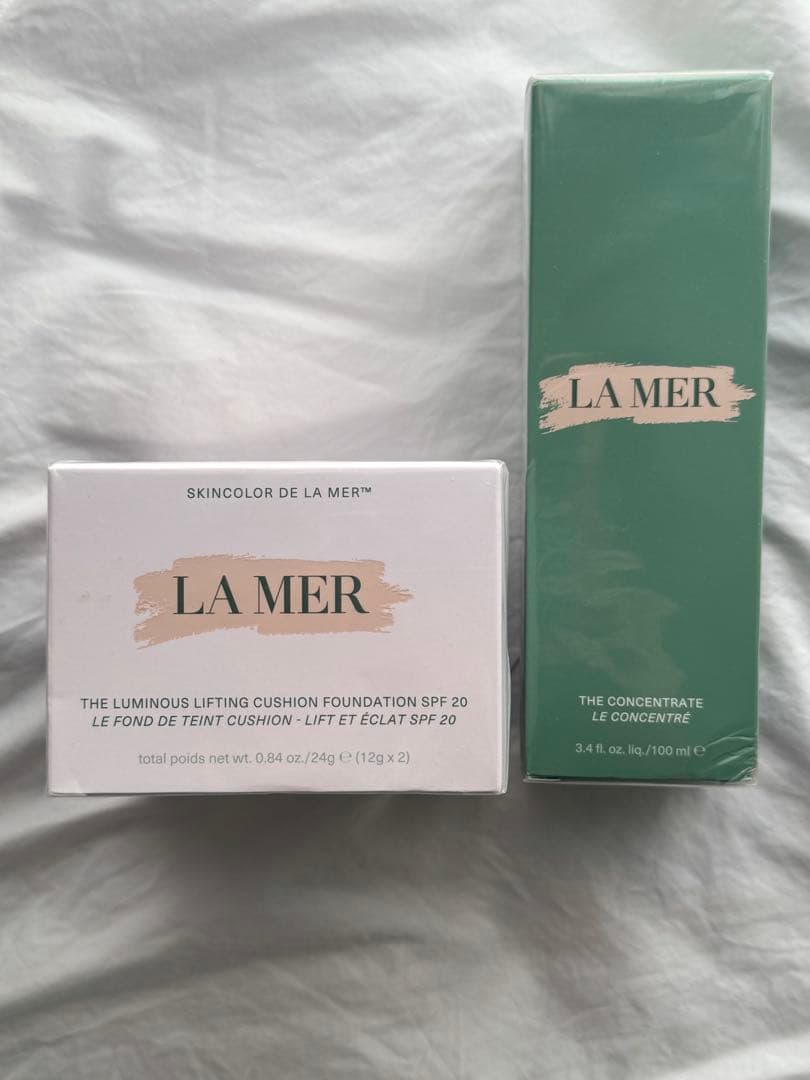 SKINCOLOR DE LA MER™
LA MER
THE LUMINOUS LIFTING CUSHION FOUNDATION SPF 20
LE FOND DE TEINT CUSHION - LIFT ET ÉCLAT SPF 20
total poids net wt. 0.84 oz./24g ℮ (12g x 2)
LA MER
THE CONCENTRATE
LE CONCENTRÉ
3.4 fl. oz. liq./100 ml ℮